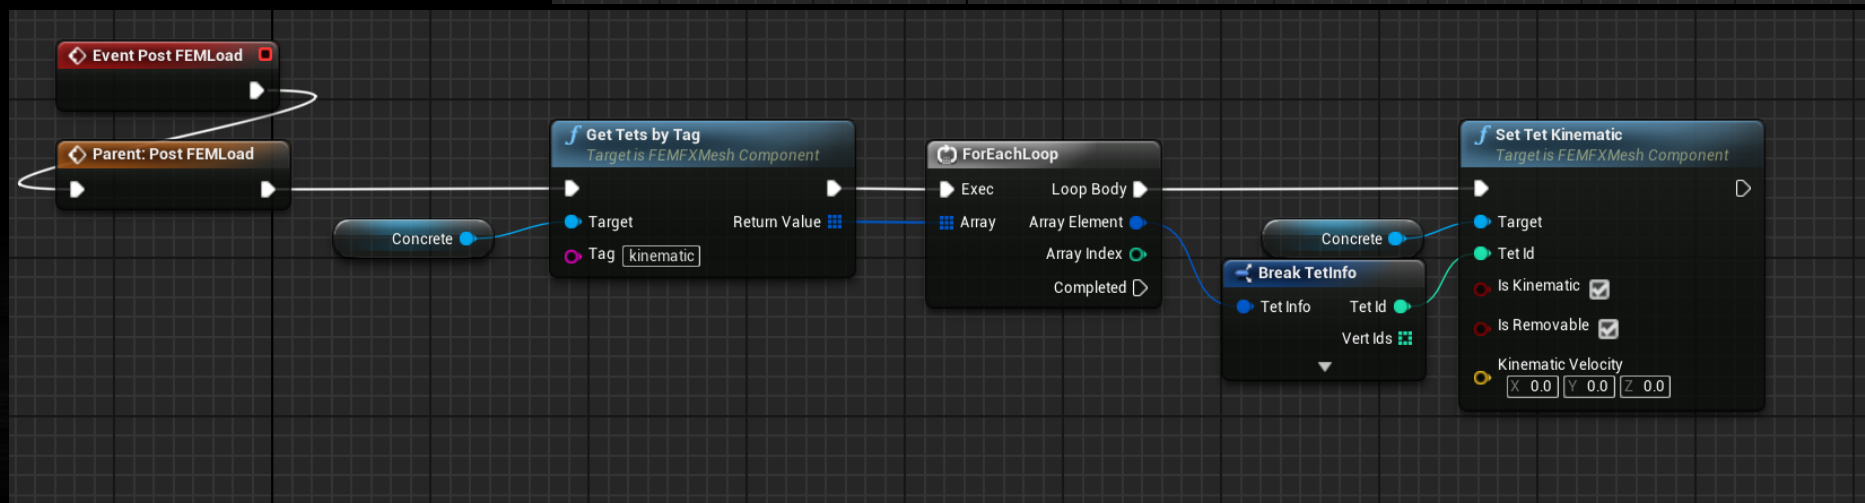 Event Post FEMLoad
Parent: Post FEMLoad
Concrete
Get Tets by Tag
Target is FEMFXMesh Component
Target
Return Value
Tag kinematic
ForEachLoop
Exec
Loop Body
Array
Array Element
Array Index
Completed
Concrete
Break TetInfo
Tet Info
Tet Id
Vert Ids
Set Tet Kinematic
Target is FEMFXMesh Component
Target
Tet Id
Is Kinematic
Is Removable
Kinematic Velocity
X 0.0 Y 0.0 Z 0.0